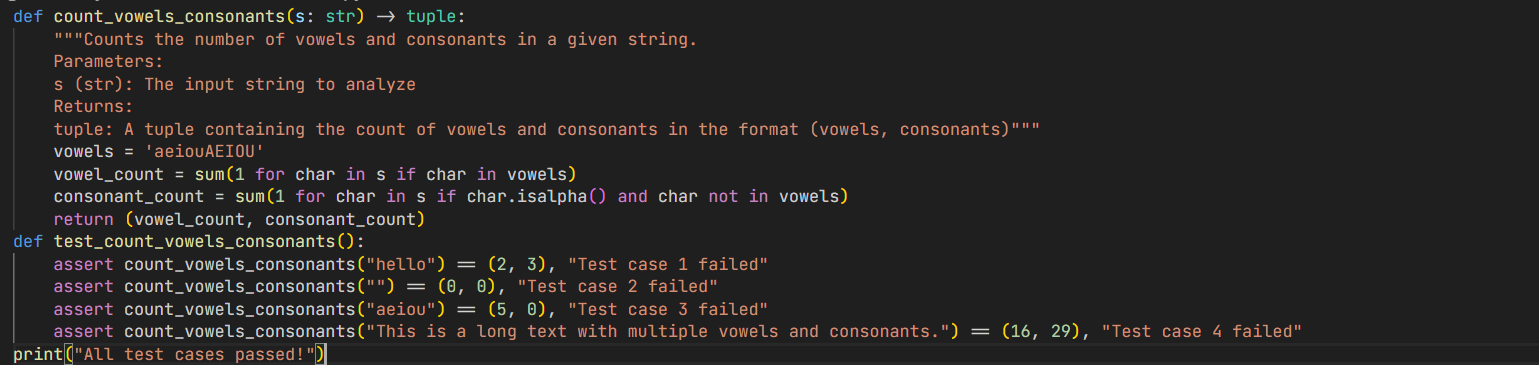 def count_vowels_consonants(s: str) -> tuple:
    """Counts the number of vowels and consonants in a given string.
    Parameters:
    s (str): The input string to analyze
    Returns:
    tuple: A tuple containing the count of vowels and consonants in the format (vowels, consonants)"""
    vowels = 'aeiouAEIOU'
    vowel_count = sum(1 for char in s if char in vowels)
    consonant_count = sum(1 for char in s if char.isalpha() and char not in vowels)
    return (vowel_count, consonant_count)
def test_count_vowels_consonants():
    assert count_vowels_consonants("hello") == (2, 3), "Test case 1 failed"
    assert count_vowels_consonants("") == (0, 0), "Test case 2 failed"
    assert count_vowels_consonants("aeiou") == (5, 0), "Test case 3 failed"
    assert count_vowels_consonants("This is a long text with multiple vowels and consonants.") == (16, 29), "Test case 4 failed"
print("All test cases passed!")